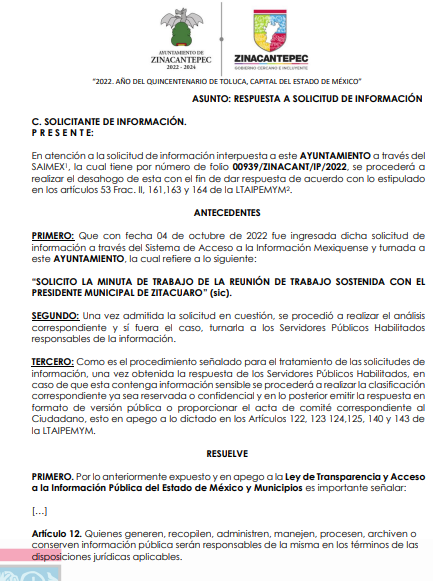 AYUNTAMIENTO DE
ZINACANTEPEC
2022 - 2024
ZINACANTEPEC
GOBIERNO CERCANO E INCLUYENTE
"2022. AÑO DEL QUINCENTENARIO DE TOLUCA, CAPITAL DEL ESTADO DE MÉXICO"
ASUNTO: RESPUESTA A SOLICITUD DE INFORMACIÓN
C. SOLICITANTE DE INFORMACIÓN.
P R E S E N T E:
En atención a la solicitud de información interpuesta a este AYUNTAMIENTO a través del
SAIMEX¹, la cual tiene por número de folio 00939/ZINACANT/IP/2022, se procederá a
realizar el desahogo de esta con el fin de dar respuesta de acuerdo con lo estipulado
en los artículos 53 Frac. II, 161,163 y 164 de la LTAIPEMYM².
ANTECEDENTES
PRIMERO: Que con fecha 04 de octubre de 2022 fue ingresada dicha solicitud de
información a través del Sistema de Acceso a la Información Mexiquense y turnada a
este AYUNTAMIENTO, la cual refiere a lo siguiente:
"SOLICITO LA MINUTA DE TRABAJO DE LA REUNIÓN DE TRABAJO SOSTENIDA CON EL
PRESIDENTE MUNICIPAL DE ZITACUARO" (sic).
SEGUNDO: Una vez admitida la solicitud en cuestión, se procedió a realizar el análisis
correspondiente y sí fuera el caso, turnarla a los Servidores Públicos Habilitados
responsables de la información.
TERCERO: Como es el procedimiento señalado para el tratamiento de las solicitudes de
información, una vez obtenida la respuesta de los Servidores Públicos Habilitados, en
caso de que esta contenga información sensible se procederá a realizar la clasificación
correspondiente ya sea reservada o confidencial y en lo posterior emitir la respuesta en
formato de versión pública o proporcionar el acta de comité correspondiente al
Ciudadano, esto en apego a lo dictado en los Artículos 122, 123 124,125, 140 y 143 de
la LTAIPEMYM.
RESUELVE
PRIMERO. Por lo anteriormente expuesto y en apego a la Ley de Transparencia y Acceso
a la Información Pública del Estado de México y Municipios es importante señalar:
[...]
Artículo 12. Quienes generen, recopilen, administren, manejen, procesen, archiven o
conserven información pública serán responsables de la misma en los términos de las
disposiciones jurídicas aplicables.